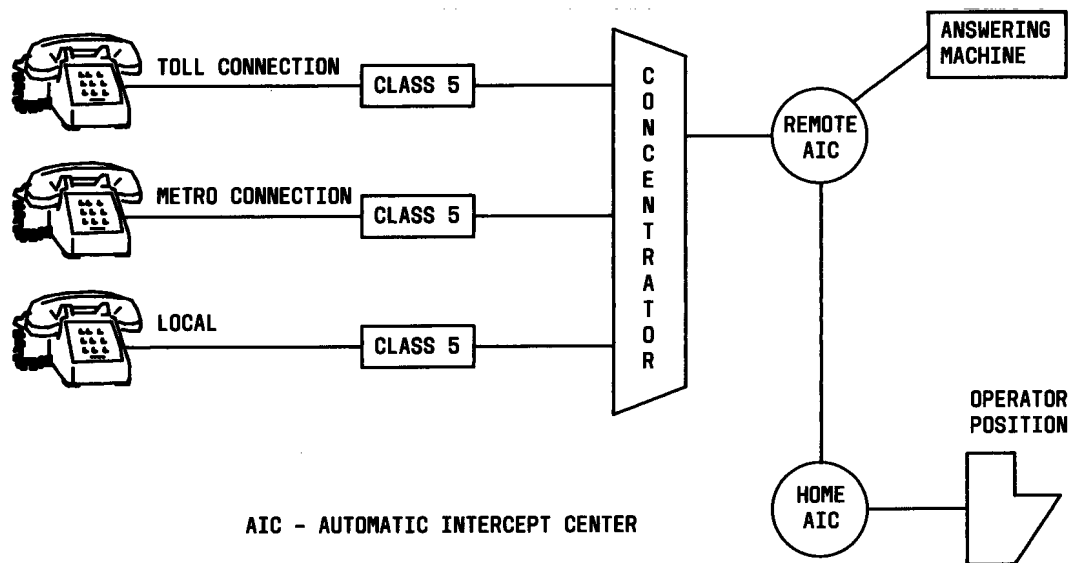 TOLL CONNECTION
CLASS 5
METRO CONNECTION
CLASS 5
LOCAL
CLASS 5
CONCENTRATOR
REMOTE
AIC
ANSWERING
MACHINE
HOME
AIC
OPERATOR
POSITION
AIC - AUTOMATIC INTERCEPT CENTER